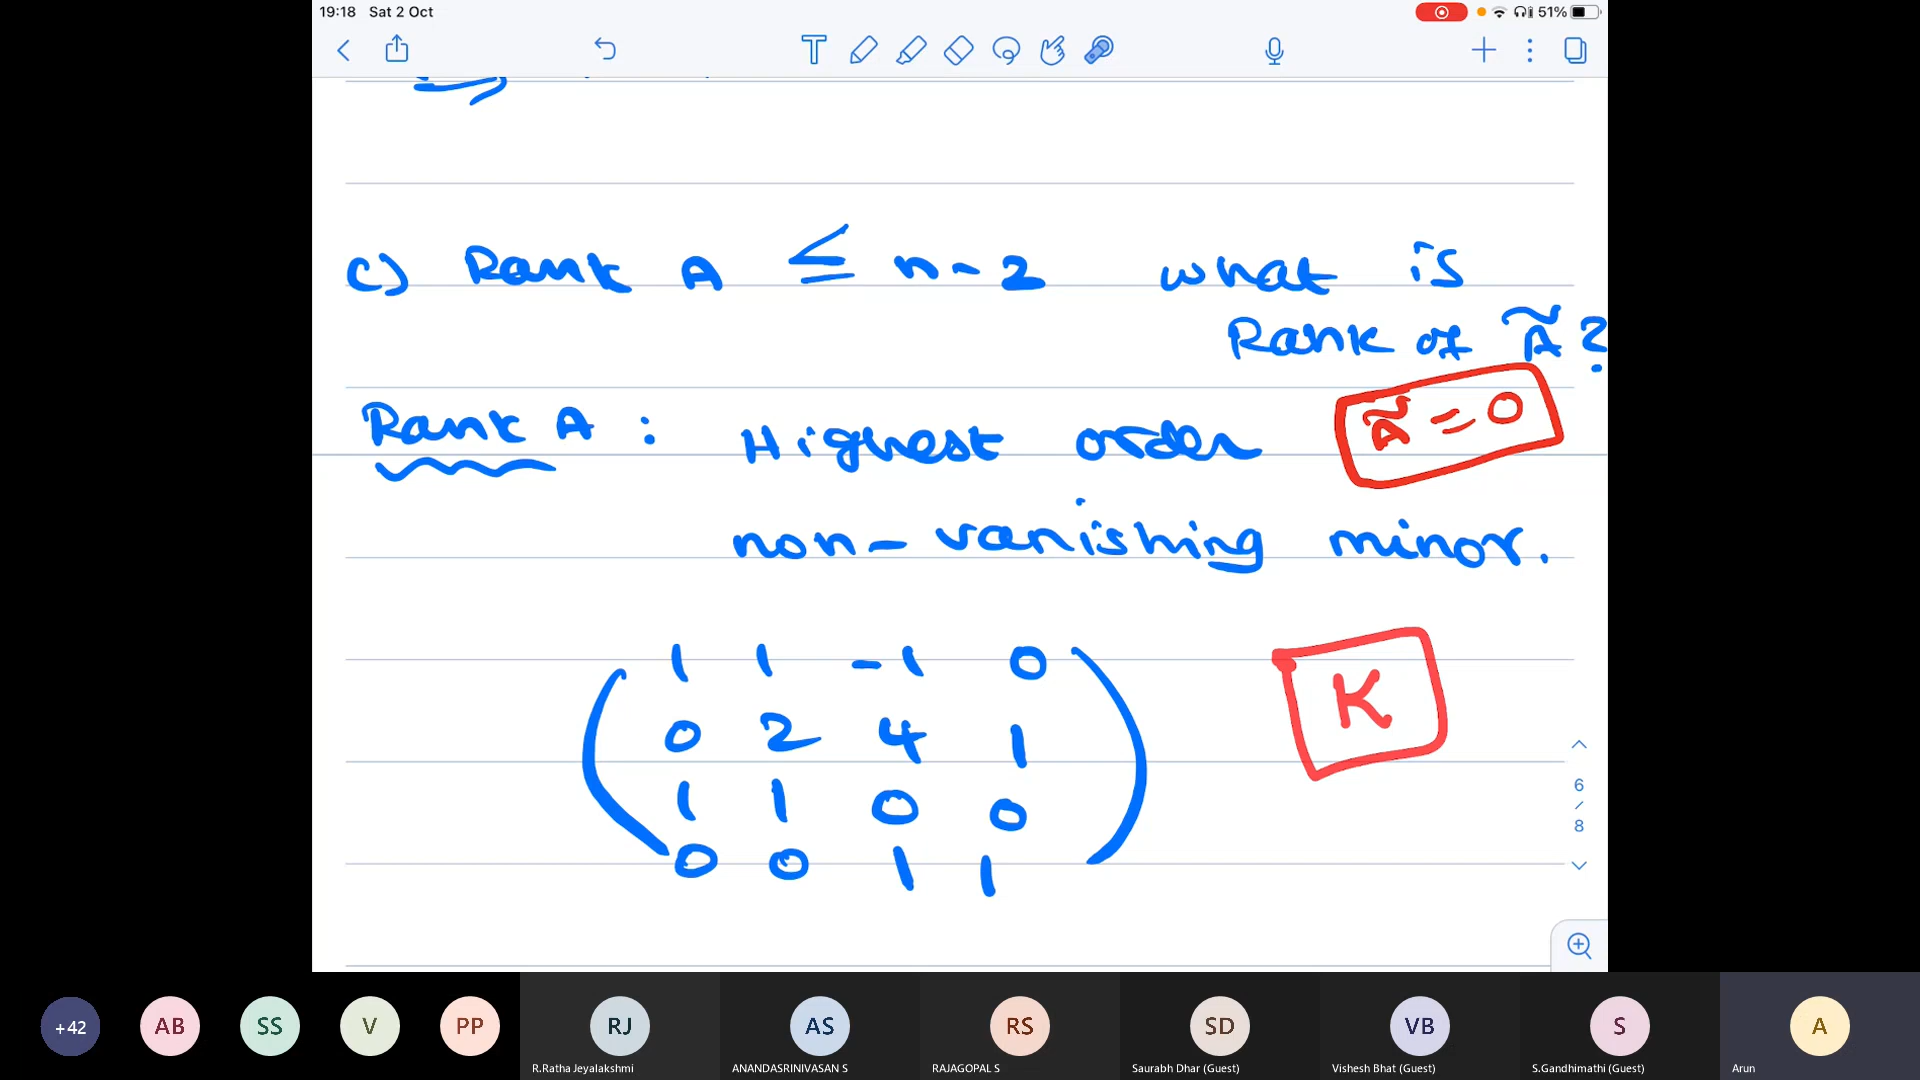 19:18 Sat 2 Oct
51%
T
c) Rank A ≤ n-2 what is
Rank of Ã?
Ã = 0
Rank A : Highest order
non-vanishing minor.
1 1 -1 0
0 2 4 1
1 1 0 0
0 0 1 1
K
6
/
8
+42 AB SS V PP RJ AS RS SD VB S A
R.Ratha Jeyalakshmi ANANDASRINIVASAN S RAJAGOPAL S Saurabh Dhar (Guest) Vishesh Bhat (Guest) S.Gandhimathi (Guest) Arun